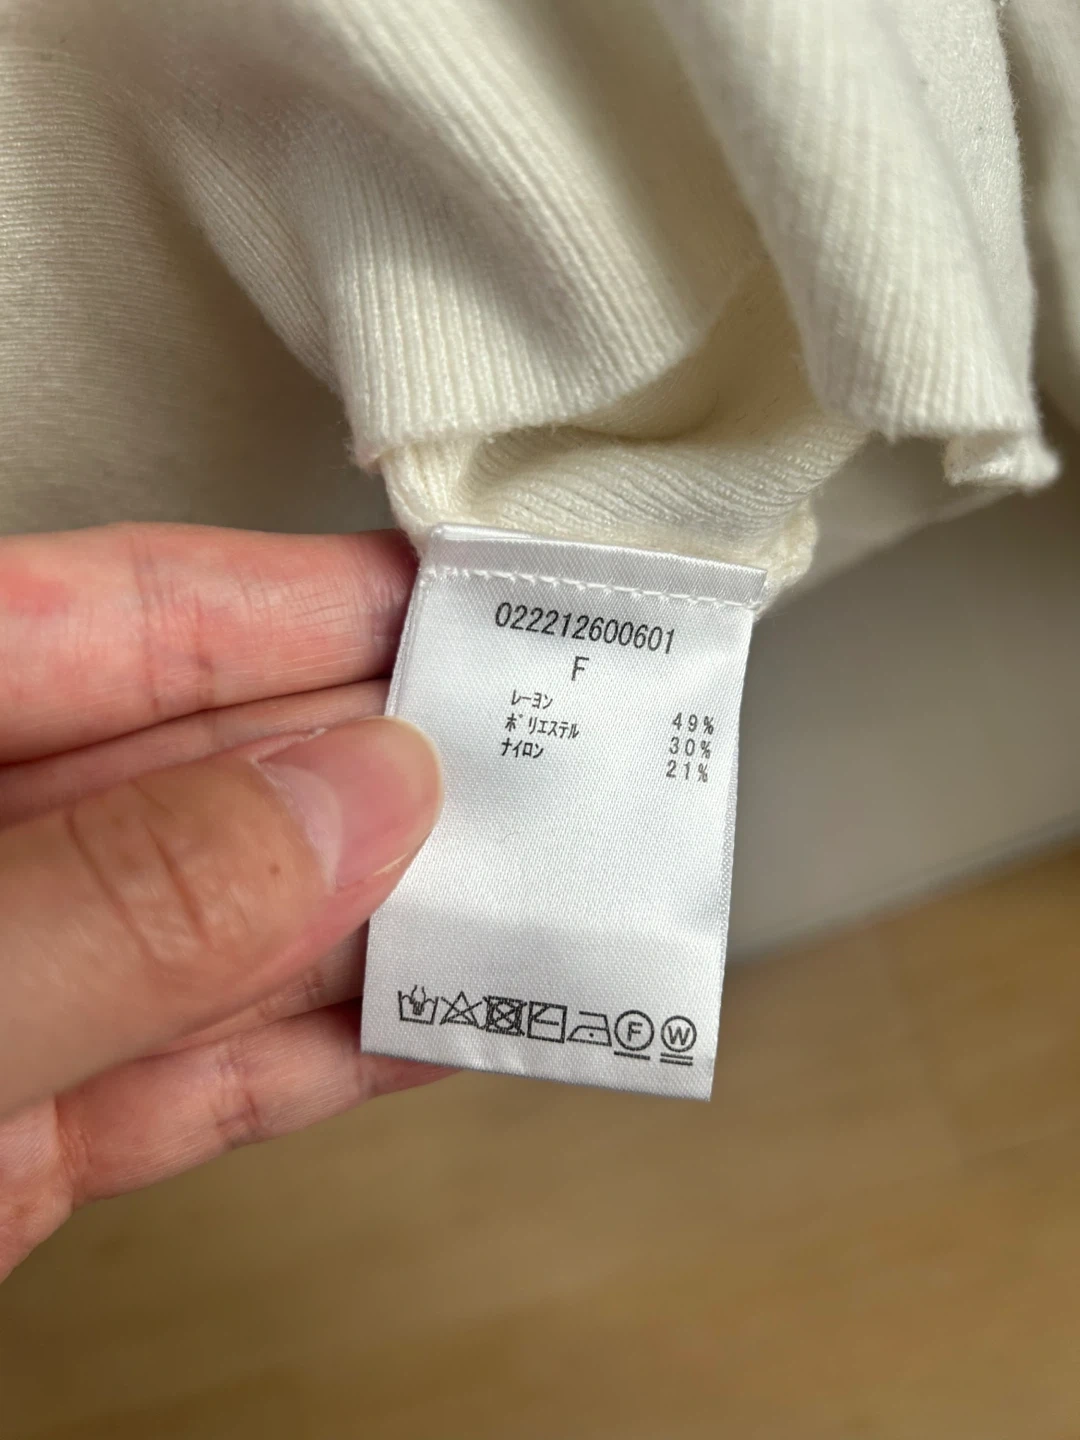 022212600601
F
ﾚｰﾖﾝ 49%
ﾎﾟﾘｴｽﾃﾙ 30%
ﾅｲﾛﾝ 21%
F W